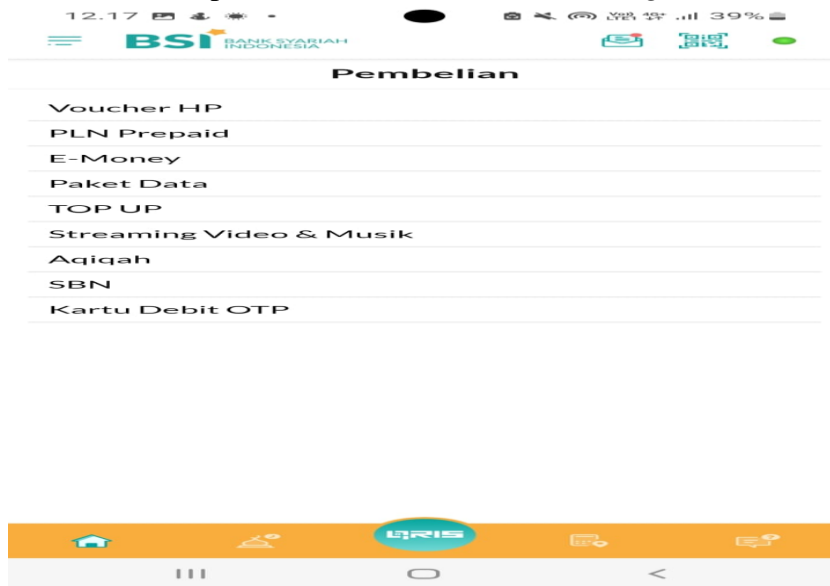 12.17
39%
BSI BANK SYARIAH
INDONESIA
Pembelian
Voucher HP
PLN Prepaid
E-Money
Paket Data
TOP UP
Streaming Video & Musik
Aqiqah
SBN
Kartu Debit OTP
QRIS